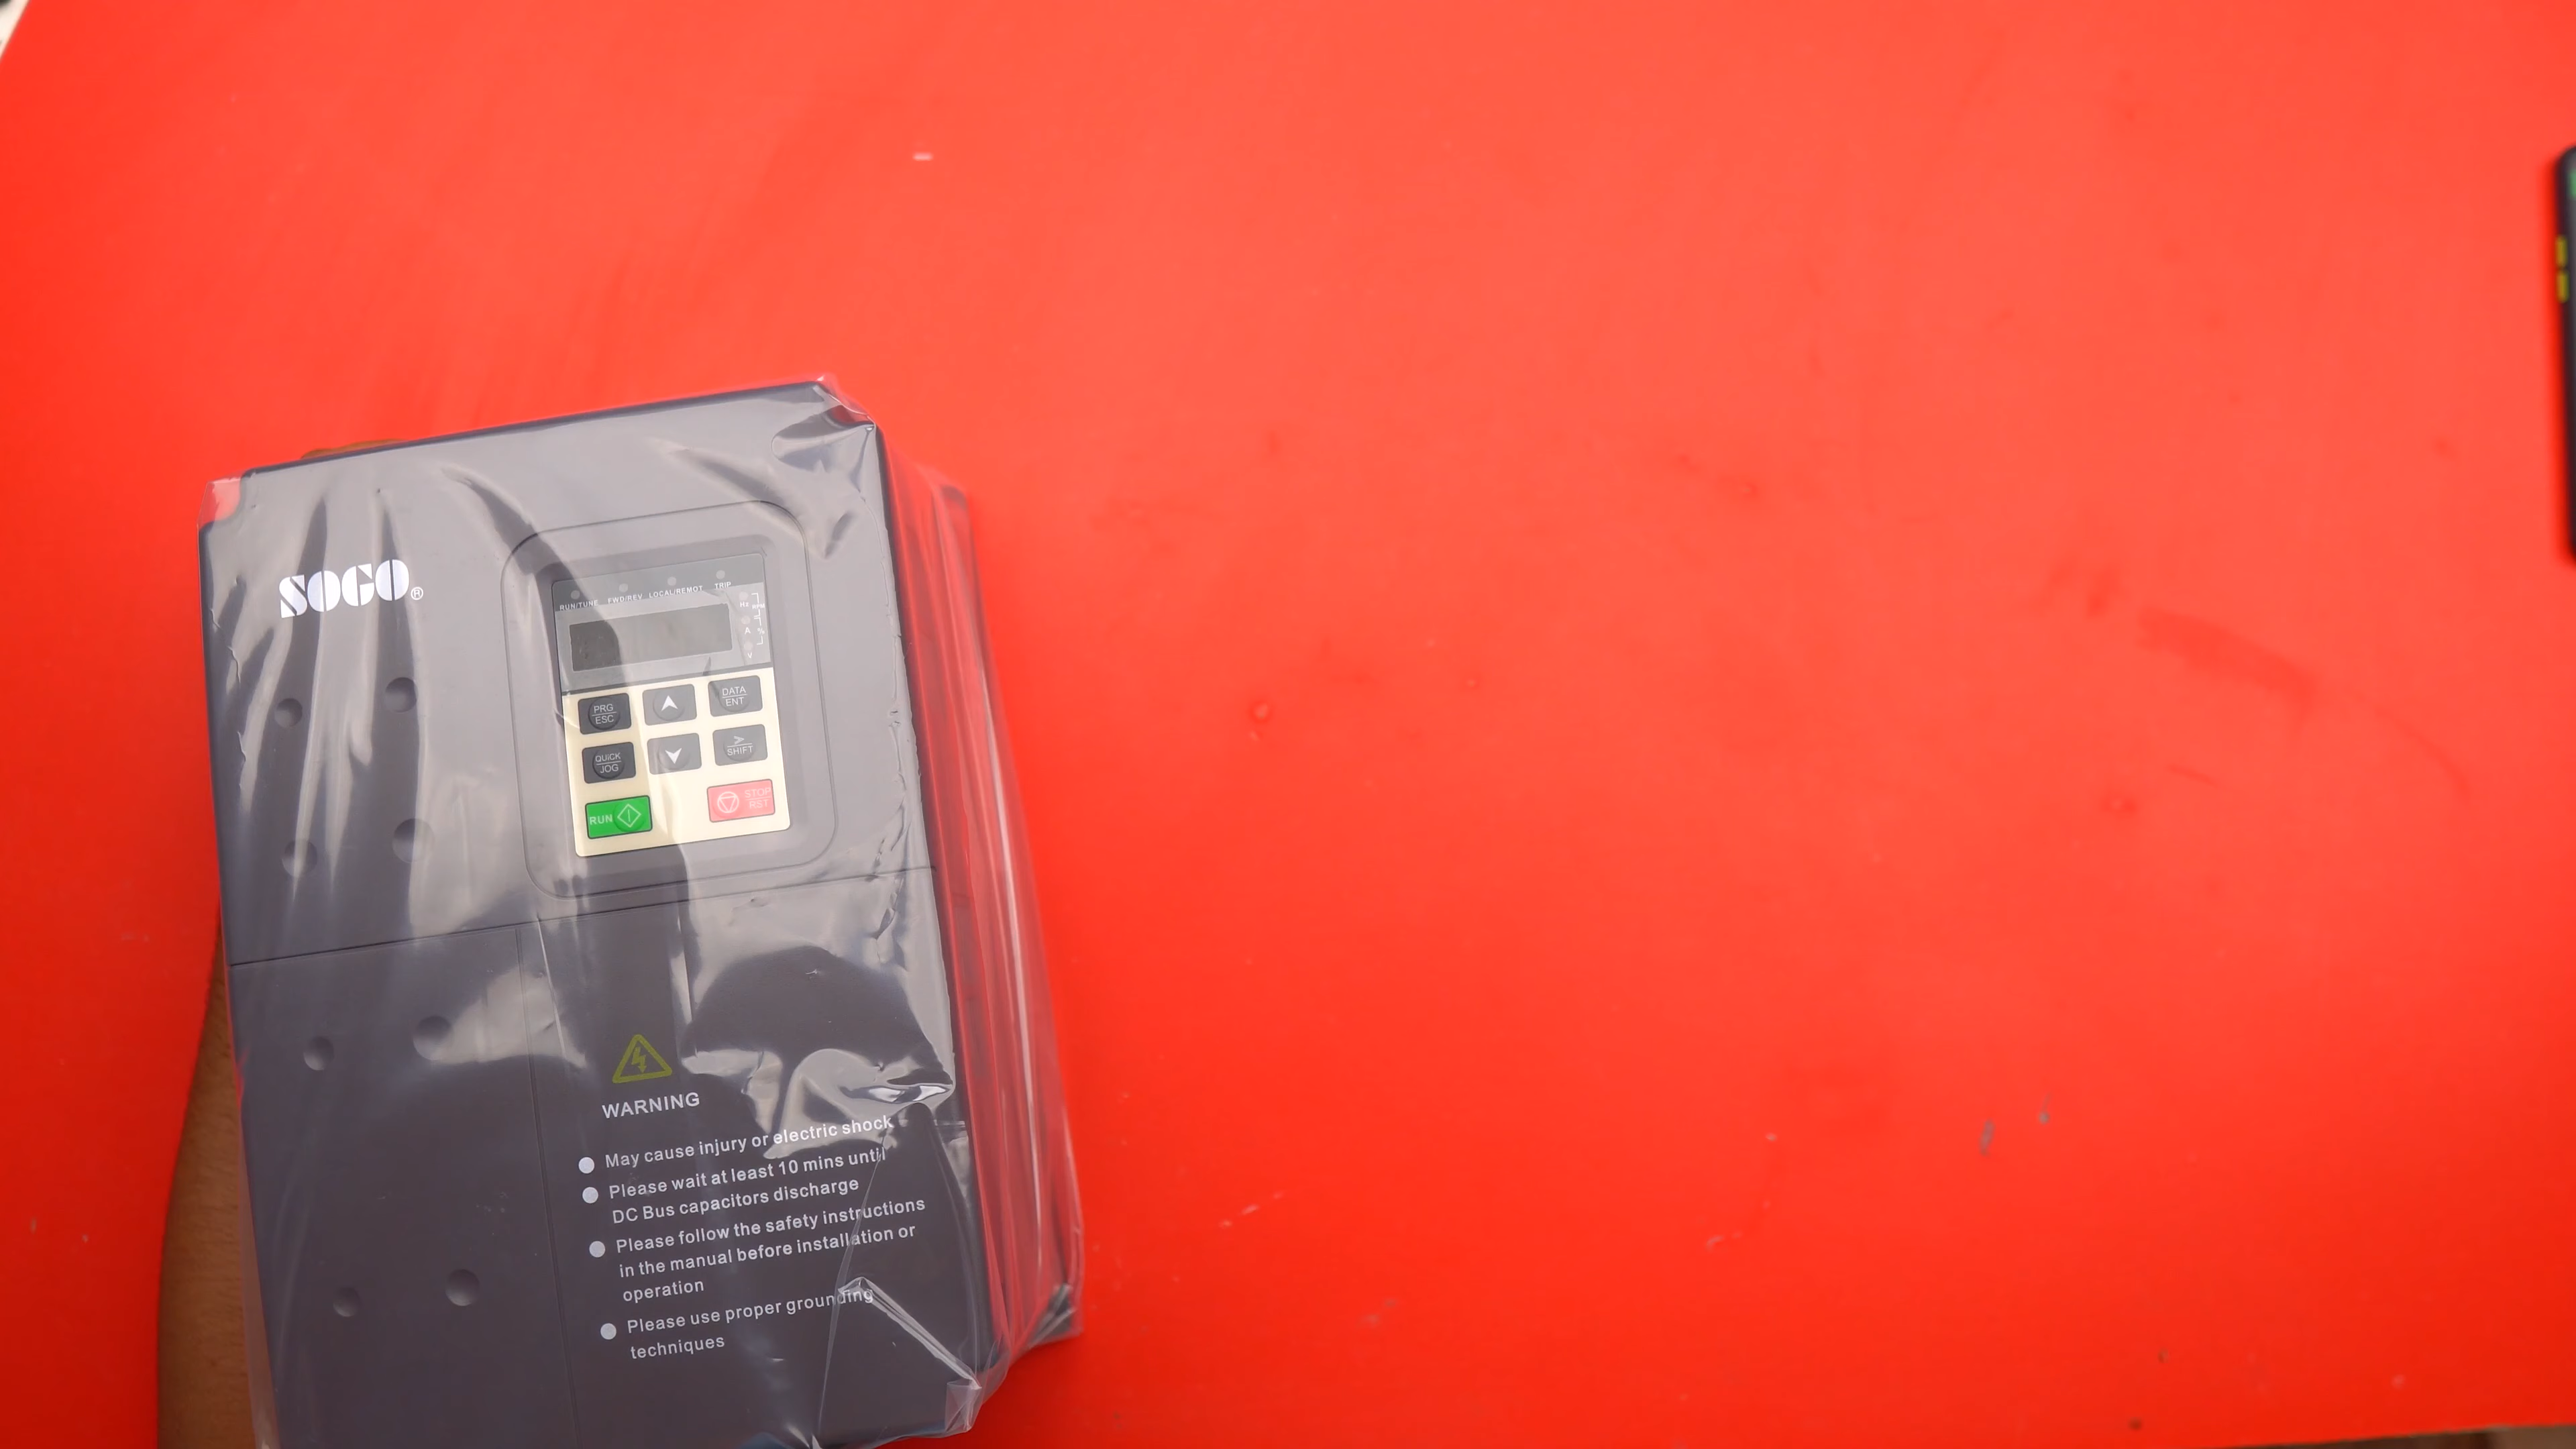 SOGO®
RUN/TUNE FWD/REV LOCAL/REMOT TRIP
Hz RPM
A %
V
PRG
ESC
DATA
ENT
QUICK
JOG
>
SHIFT
RUN
STOP
RST
WARNING
May cause injury or electric shock
Please wait at least 10 mins until
DC Bus capacitors discharge
Please follow the safety instructions
in the manual before installation or
operation
Please use proper grounding
techniques